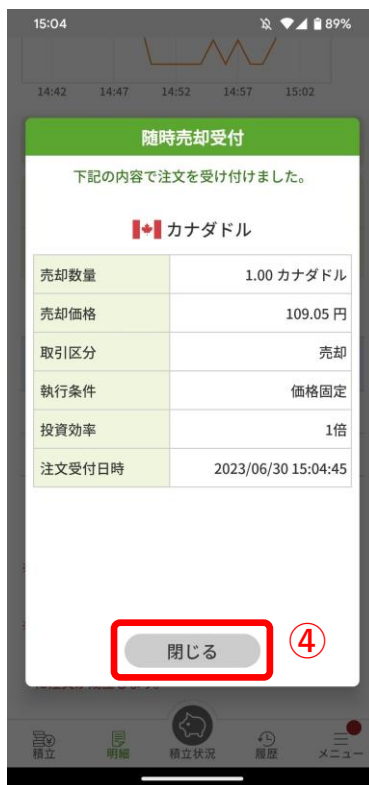 15:04 89%
14:42 14:47 14:52 14:57 15:02
随時売却受付
下記の内容で注文を受け付けました。
カナダドル
売却数量 1.00 カナダドル
売却価格 109.05 円
取引区分 売却
執行条件 価格固定
投資効率 1倍
注文受付日時 2023/06/30 15:04:45
閉じる ④
積立 明細 積立状況 履歴 メニュー